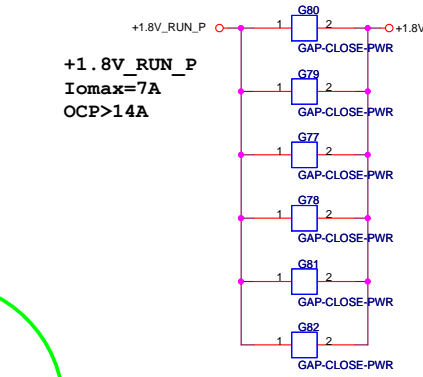 G80
+1.8V_RUN_P 1 2 +1.8V
GAP-CLOSE-PWR
+1.8V_RUN_P
Iomax=7A
OCP>14A
G79
1 2
GAP-CLOSE-PWR
G77
1 2
GAP-CLOSE-PWR
G78
1 2
GAP-CLOSE-PWR
G81
1 2
GAP-CLOSE-PWR
G82
1 2
GAP-CLOSE-PWR